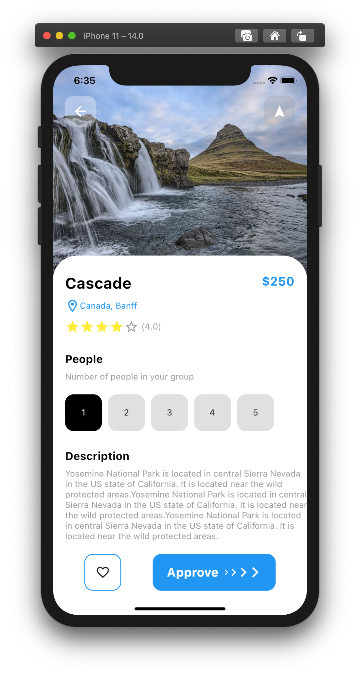 iPhone 11 – 14.0
6:35
Cascade
$250
Canada, Banff
(4.0)
People
Number of people in your group
1 2 3 4 5
Description
Yosemine National Park is located in central Sierra Nevada
in the US state of California. It is located near the wild
protected areas.Yosemine National Park is located in central
Sierra Nevada in the US state of California. It is located near
the wild protected areas.Yosemine National Park is located
in central Sierra Nevada in the US state of California. It is
located near the wild protected areas.
Approve >>>>